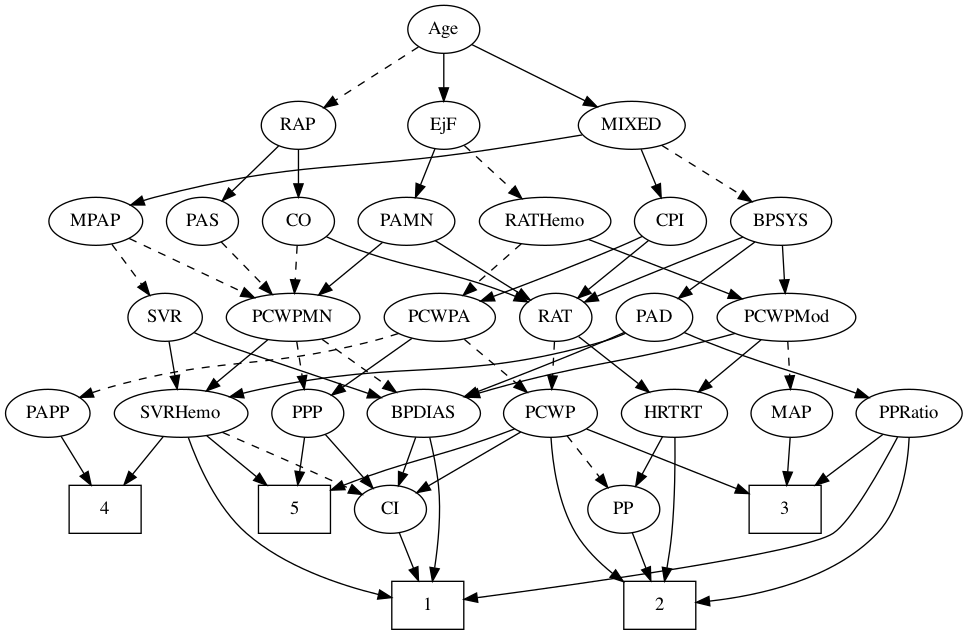 Age
RAP EjF MIXED
MPAP PAS CO PAMN RATHemo CPI BPSYS
SVR PCWPMN PCWPA RAT PAD PCWPMod
PAPP SVRHemo PPP BPDIAS PCWP HRTRT MAP PPRatio
4 5 CI PP 3
1 2